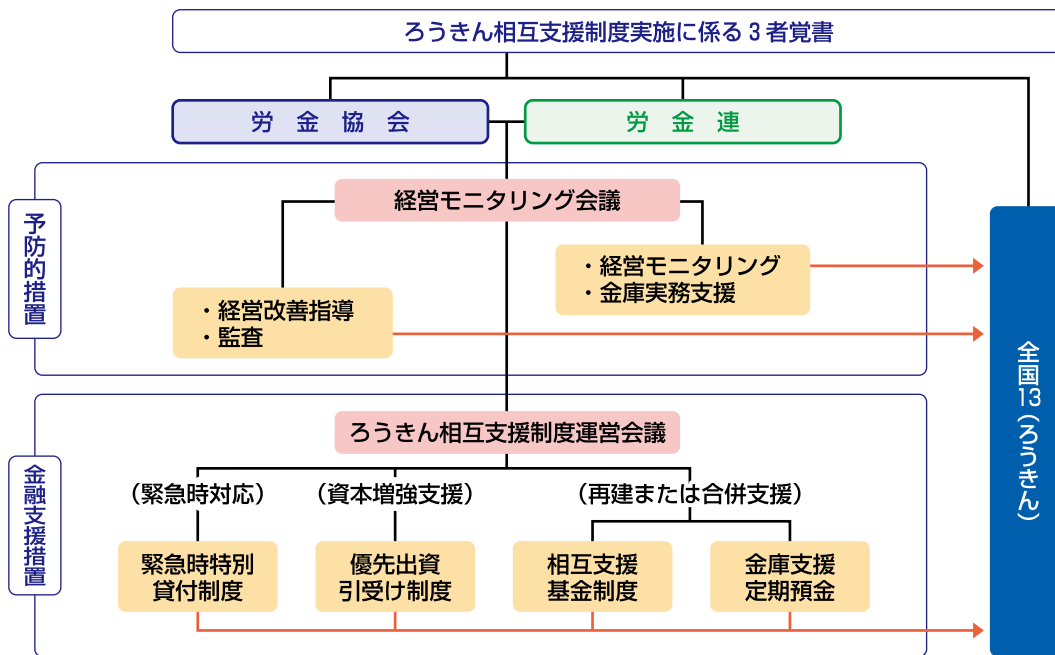 ろうきん相互支援制度実施に係る3者覚書
労金協会
労金連
予防的措置
経営モニタリング会議
・経営モニタリング
・金庫実務支援
・経営改善指導
・監査
全国13（ろうきん）
金融支援措置
ろうきん相互支援制度運営会議
（緊急時対応）
（資本増強支援）
（再建または合併支援）
緊急時特別
貸付制度
優先出資
引受け制度
相互支援
基金制度
金庫支援
定期預金